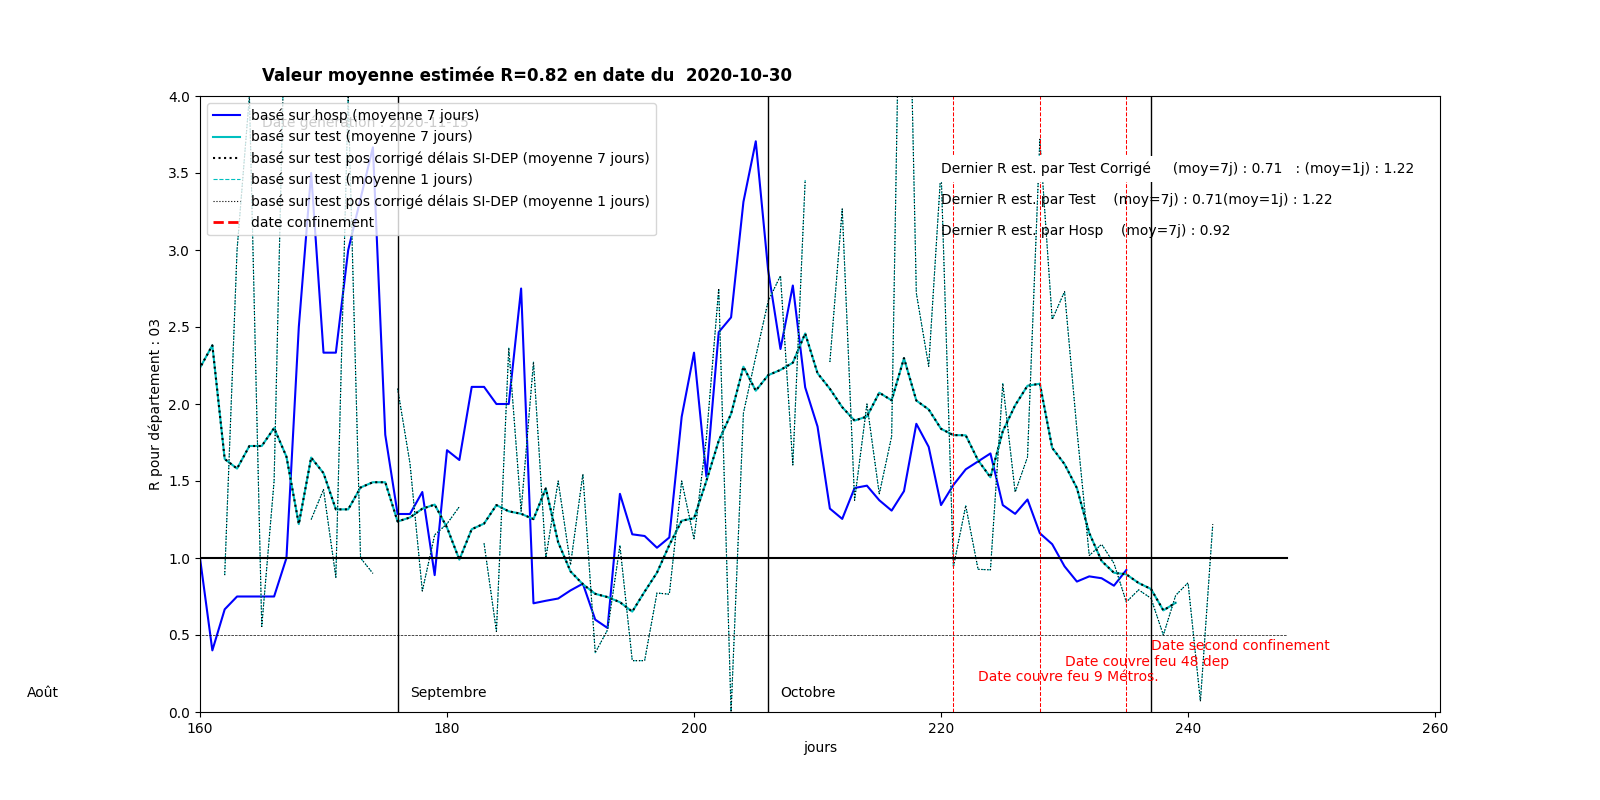 Valeur moyenne estimée R=0.82 en date du 2020-10-30
Date génération : 2020-11-15
basé sur hosp (moyenne 7 jours)
basé sur test (moyenne 7 jours)
basé sur test pos corrigé délais SI-DEP (moyenne 7 jours)
basé sur test (moyenne 1 jours)
basé sur test pos corrigé délais SI-DEP (moyenne 1 jours)
date confinement
Dernier R est. par Test Corrigé (moy=7j) : 0.71 : (moy=1j) : 1.22
Dernier R est. par Test (moy=7j) : 0.71(moy=1j) : 1.22
Dernier R est. par Hosp (moy=7j) : 0.92
4.0
3.5
3.0
2.5
2.0
1.5
1.0
0.5
0.0
R pour département : 03
Date second confinement
Date couvre feu 48 dep
Date couvre feu 9 Métros.
Août
Septembre
Octobre
160
180
200
220
240
260
jours